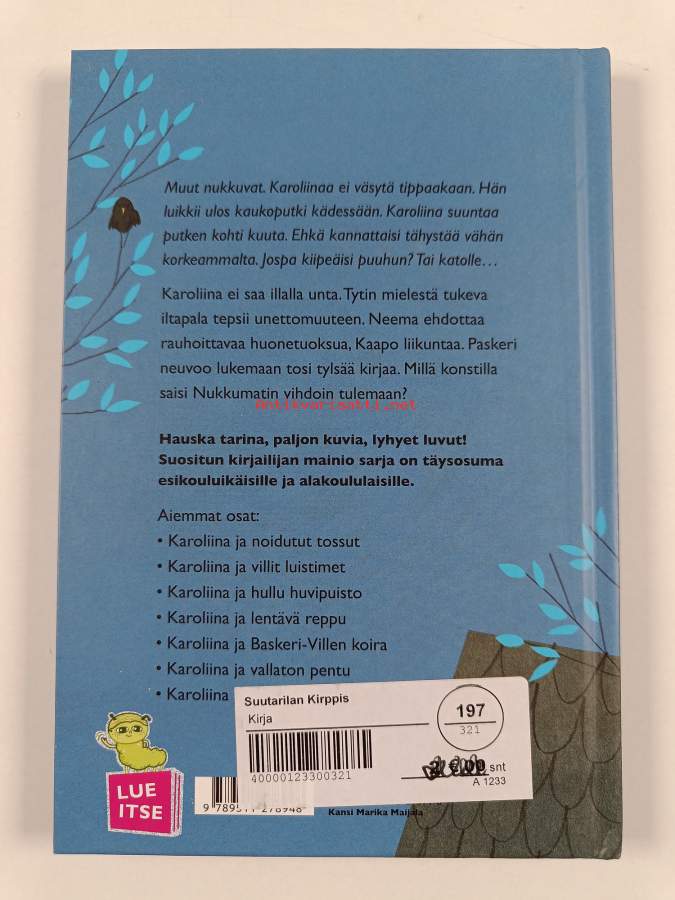 Muut nukkuvat. Karoliinaa ei väsytä tippaakaan. Hän
luikkii ulos kaukoputki kädessään. Karoliina suuntaa
putken kohti kuuta. Ehkä kannattaisi tähystää vähän
korkeammalta. Jospa kiipeäisi puuhun? Tai katolle…
Karoliina ei saa illalla unta. Tytin mielestä tukeva
iltapala tepsii unettomuuteen. Neema ehdottaa
rauhoittavaa huonetuoksua, Kaapo liikuntaa. Paskeri
neuvoo lukemaan tosi tylsää kirjaa. Millä konstilla
saisi Nukkumatin vihdoin tulemaan?
Antikvariaatti.net
Hauska tarina, paljon kuvia, lyhyet luvut!
Suositun kirjailijan mainio sarja on täysosuma
esikouluikäisille ja alakoululaisille.
Aiemmat osat:
• Karoliina ja noidutut tossut
• Karoliina ja villit luistimet
• Karoliina ja hullu huvipuisto
• Karoliina ja lentävä reppu
• Karoliina ja Baskeri-Villen koira
• Karoliina ja vallaton pentu
• Karoliina
Suutarilan Kirppis
Kirja
197
321
40000123300321
snt
A 1233
LUE
ITSE
9 789511 278948
Kansi Marika Maijala